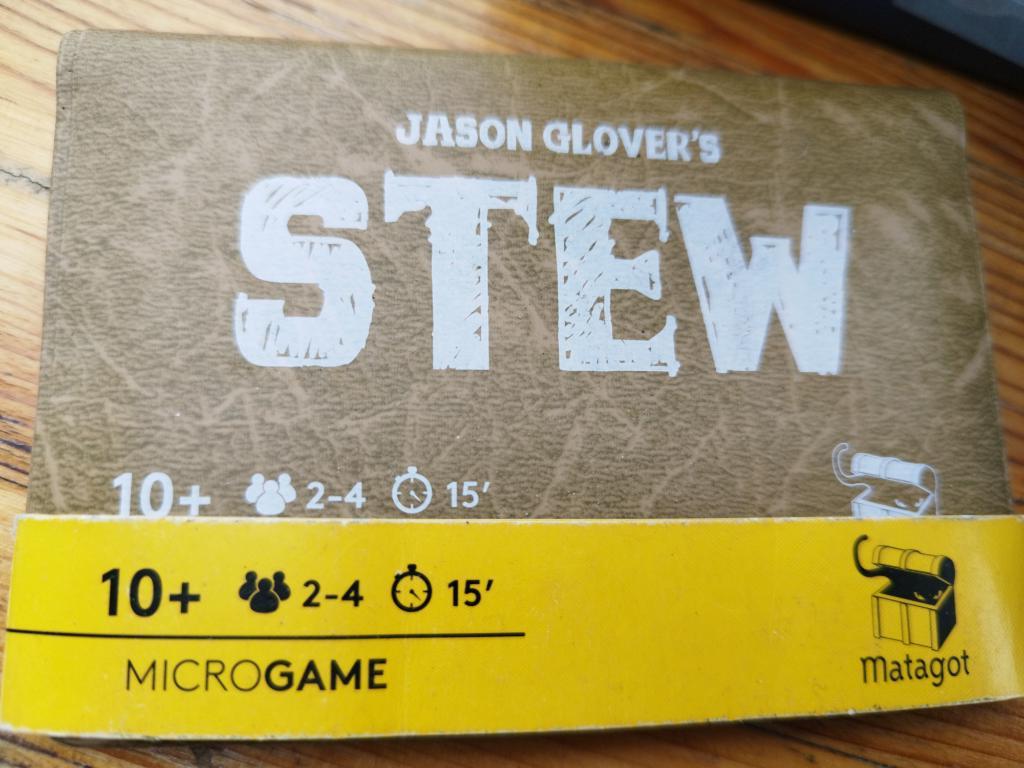 JASON GLOVER'S
STEW
10+ 2-4 15′
10+ 2-4 15′
MICROGAME
matagot